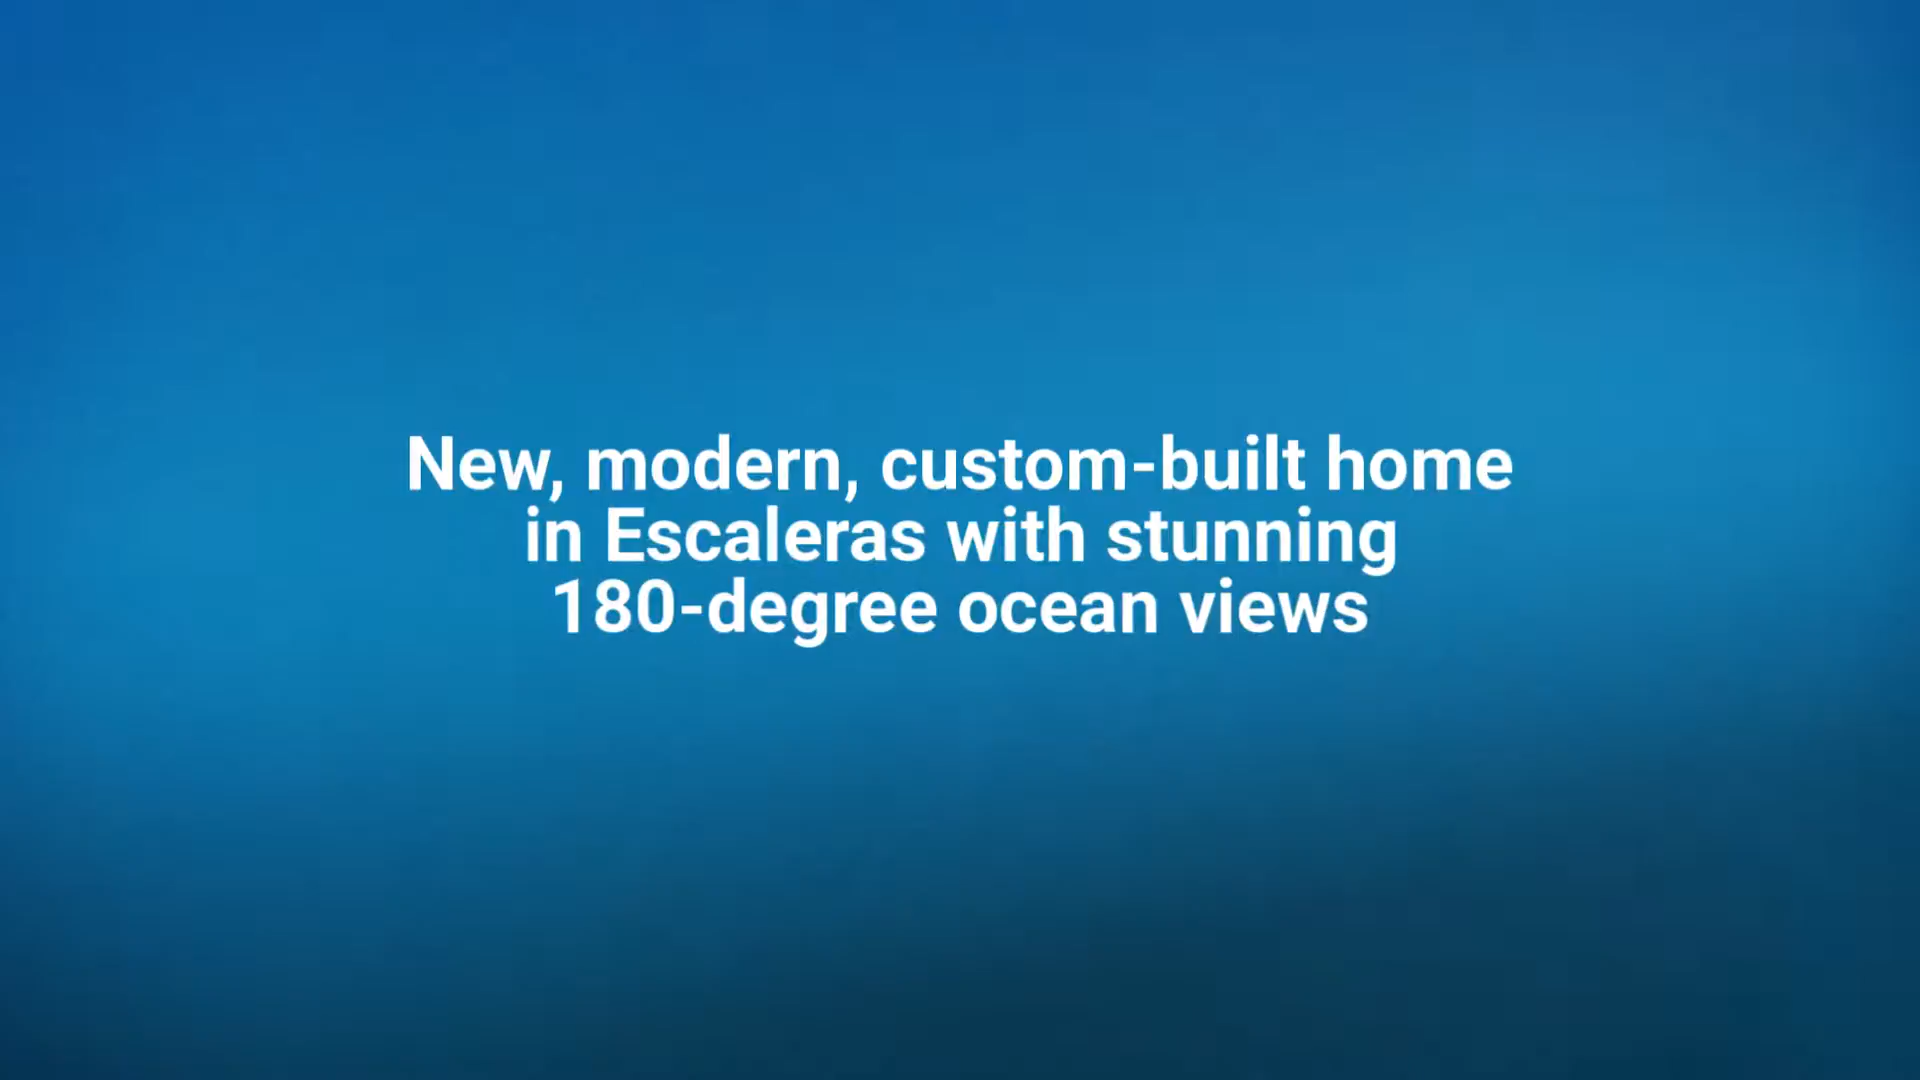 New, modern, custom-built home
in Escaleras with stunning
180-degree ocean views